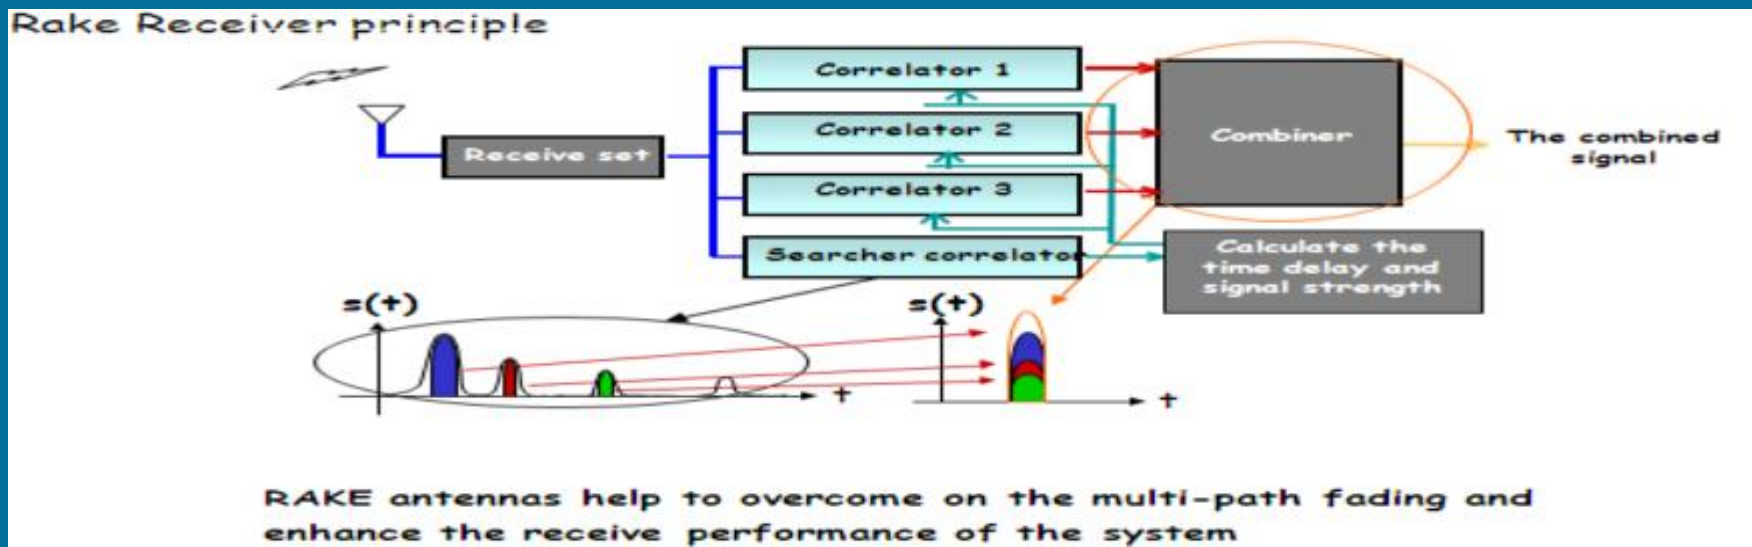 Rake Receiver principle
Correlator 1
Correlator 2
Correlator 3
Searcher correlator
Receive set
Combiner
The combined
signal
Calculate the
time delay and
signal strength
s(t)
t
s(t)
t
RAKE antennas help to overcome on the multi-path fading and
enhance the receive performance of the system